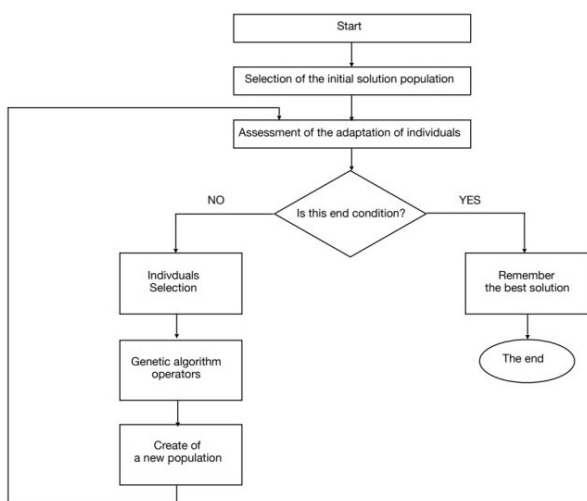 Start
Selection of the initial solution population
Assessment of the adaptation of individuals
Is this end condition?
NO
YES
Indivduals
Selection
Remember
the best solution
Genetic algorithm
operators
The end
Create of
a new population